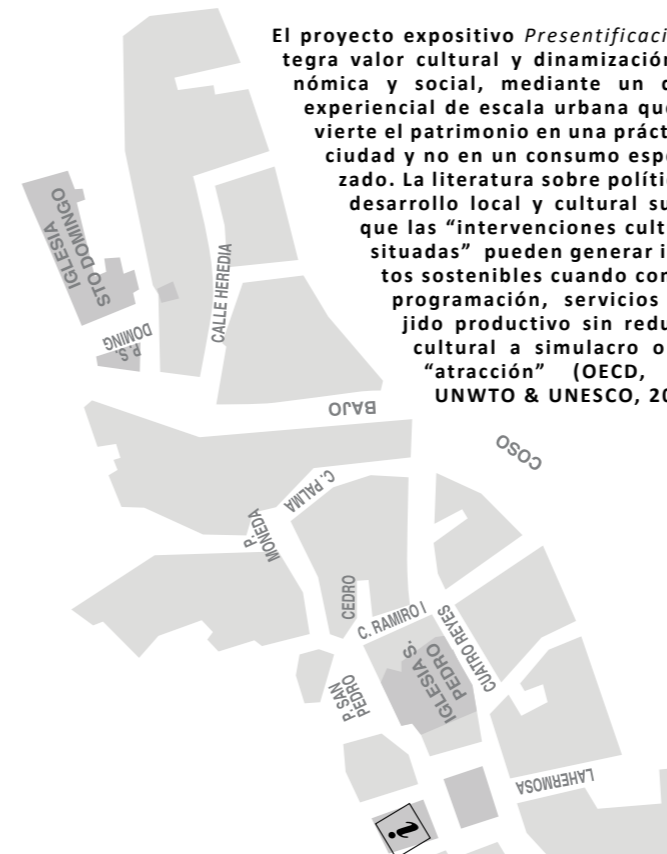 El proyecto expositivo Presentificaci
tegra valor cultural y dinamización
nómica y social, mediante un
experiencial de escala urbana que
vierte el patrimonio en una práct
ciudad y no en un consumo espe
zado. La literatura sobre polític
desarrollo local y cultural su
que las “intervenciones cult
situadas” pueden generar i
tos sostenibles cuando con
programación, servicios
jido productivo sin redu
cultural a simulacro o
“atracción” (OECD,
UNWTO & UNESCO, 20
IGLESIA
STO DOMINGO
P. S.
DOMING
CALLE HEREDIA
BAJO
COSO
C. PALMA
P.
MONEDA
CEDRO
C. RAMIRO I
CUATRO REYES
IGLESIA S.
PEDRO
P. SAN
PEDRO
LAHERMOSA
i